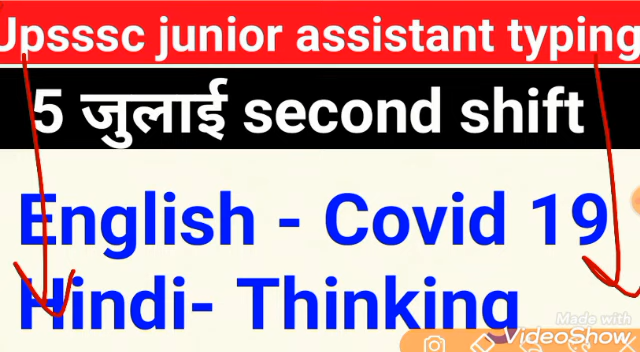 Upsssc junior assistant typing
5 जुलाई second shift
English - Covid 19
Hindi- Thinking
Made with
VideoShow